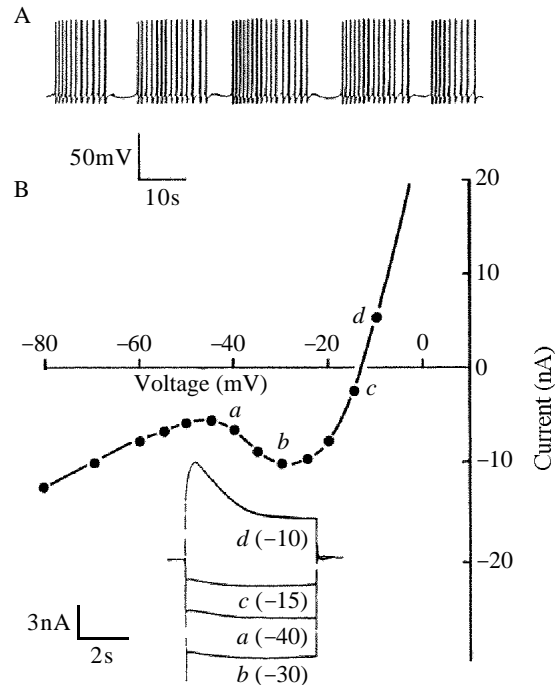 A
50mV
10s
B
20
10
0
−10
−20
Current (nA)
−80 −60 −40 −20 0
Voltage (mV)
d
c
a
b
d (−10)
c (−15)
a (−40)
b (−30)
3nA
2s